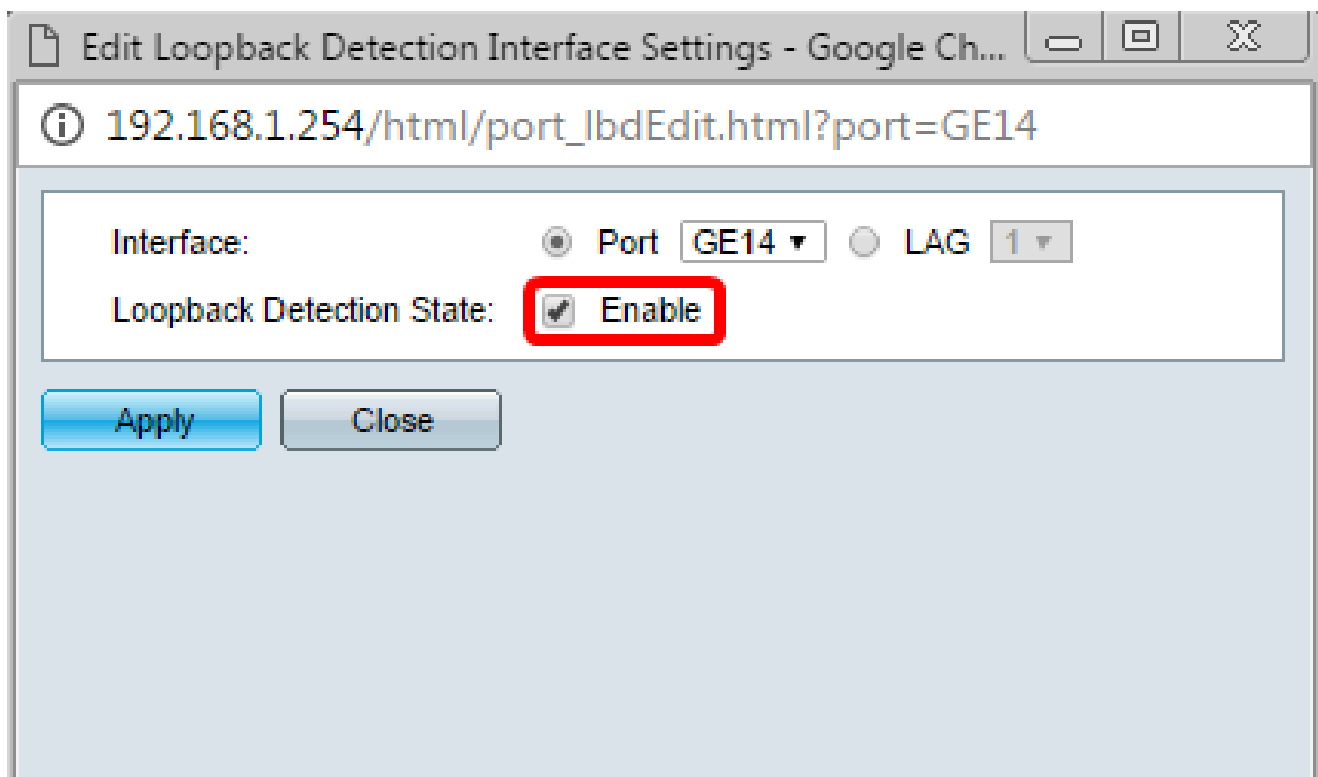 Edit Loopback Detection Interface Settings - Google Ch...
192.168.1.254/html/port_lbdEdit.html?port=GE14
Interface: Port GE14 LAG 1
Loopback Detection State: Enable
Apply Close